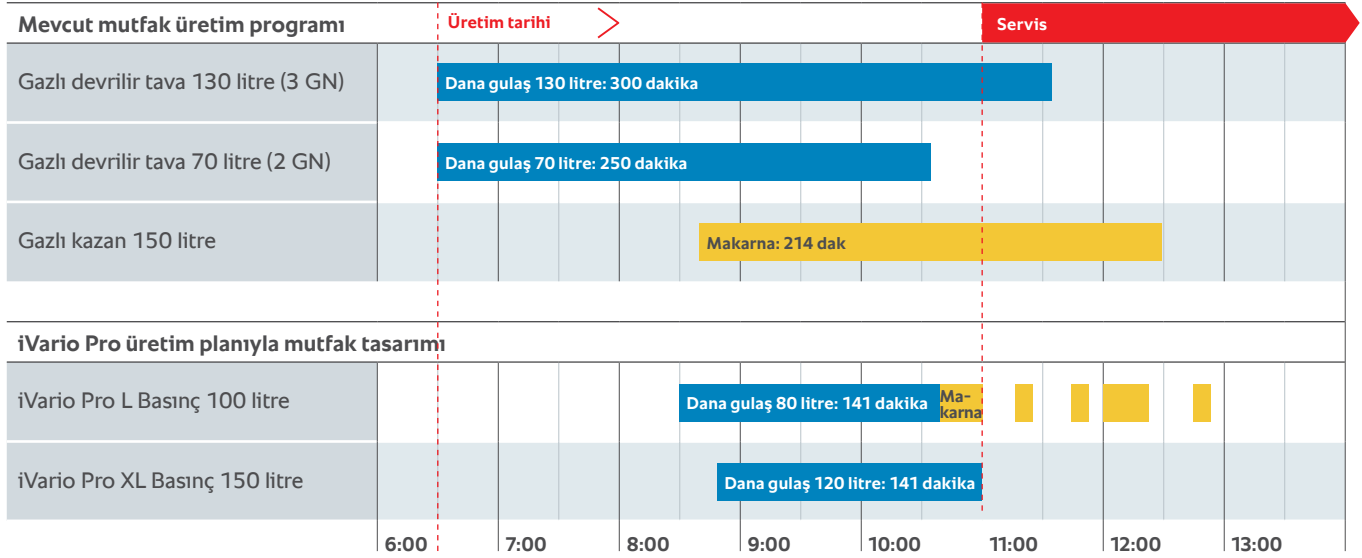 Mevcut mutfak üretim programı
Üretim tarihi
Servis
Gazlı devrilir tava 130 litre (3 GN)
Dana gulaş 130 litre: 300 dakika
Gazlı devrilir tava 70 litre (2 GN)
Dana gulaş 70 litre: 250 dakika
Gazlı kazan 150 litre
Makarna: 214 dak
iVario Pro üretim planıyla mutfak tasarımı
iVario Pro L Basınç 100 litre
Dana gulaş 80 litre: 141 dakika
Ma-
karna
iVario Pro XL Basınç 150 litre
Dana gulaş 120 litre: 141 dakika
6:00 7:00 8:00 9:00 10:00 11:00 12:00 13:00